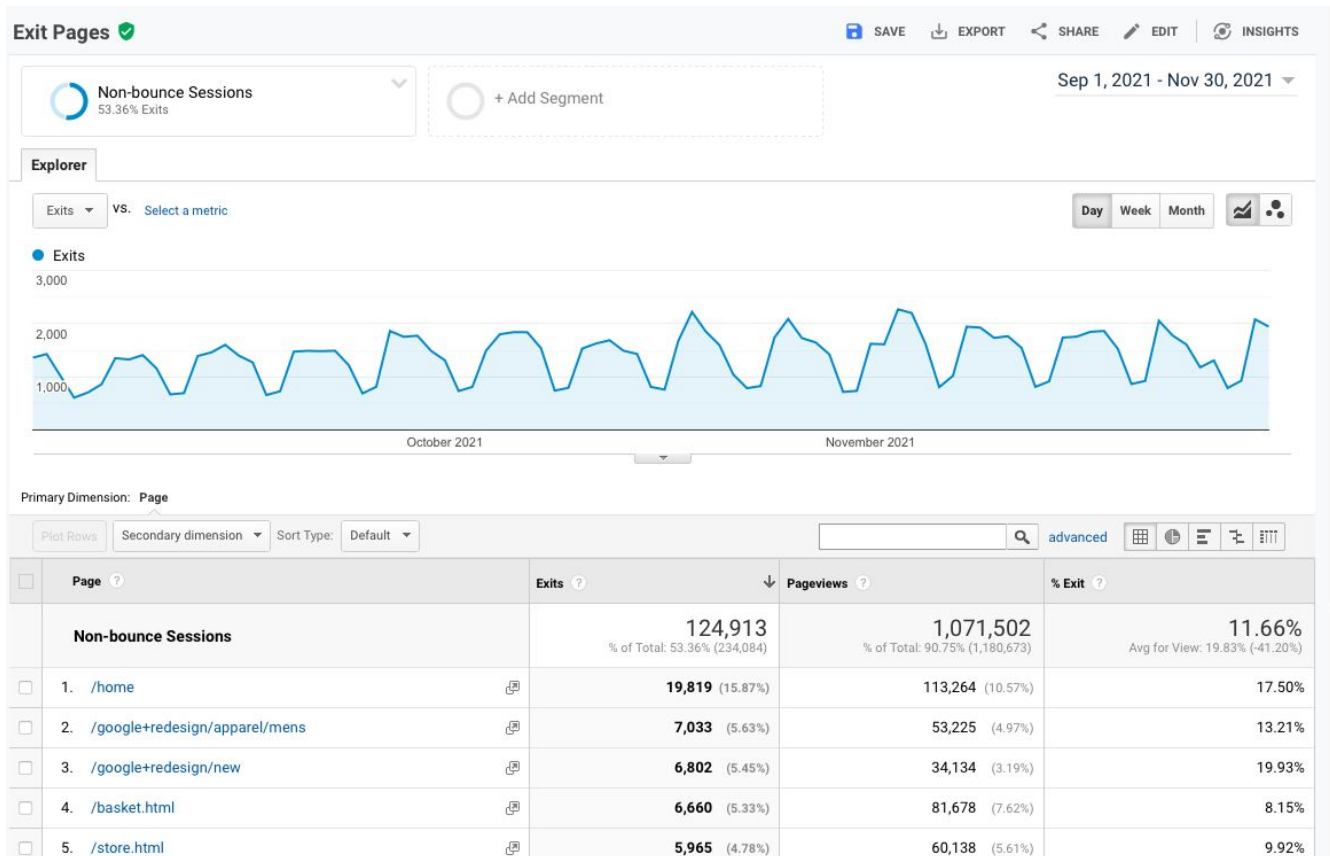 Exit Pages
SAVE EXPORT SHARE EDIT INSIGHTS
Non-bounce Sessions
53.36% Exits
+ Add Segment
Sep 1, 2021 - Nov 30, 2021
Explorer
Exits VS. Select a metric
Day Week Month
Exits
3,000
2,000
1,000
October 2021 November 2021
Primary Dimension: Page
Plot Rows Secondary dimension Sort Type: Default advanced
Page ? Exits ? Pageviews ? % Exit ?
Non-bounce Sessions 124,913 1,071,502 11.66%
% of Total: 53.36% (234,084) % of Total: 90.75% (1,180,673) Avg for View: 19.83% (-41.20%)
1. /home 19,819 (15.87%) 113,264 (10.57%) 17.50%
2. /google+redesign/apparel/mens 7,033 (5.63%) 53,225 (4.97%) 13.21%
3. /google+redesign/new 6,802 (5.45%) 34,134 (3.19%) 19.93%
4. /basket.html 6,660 (5.33%) 81,678 (7.62%) 8.15%
5. /store.html 5,965 (4.78%) 60,138 (5.61%) 9.92%